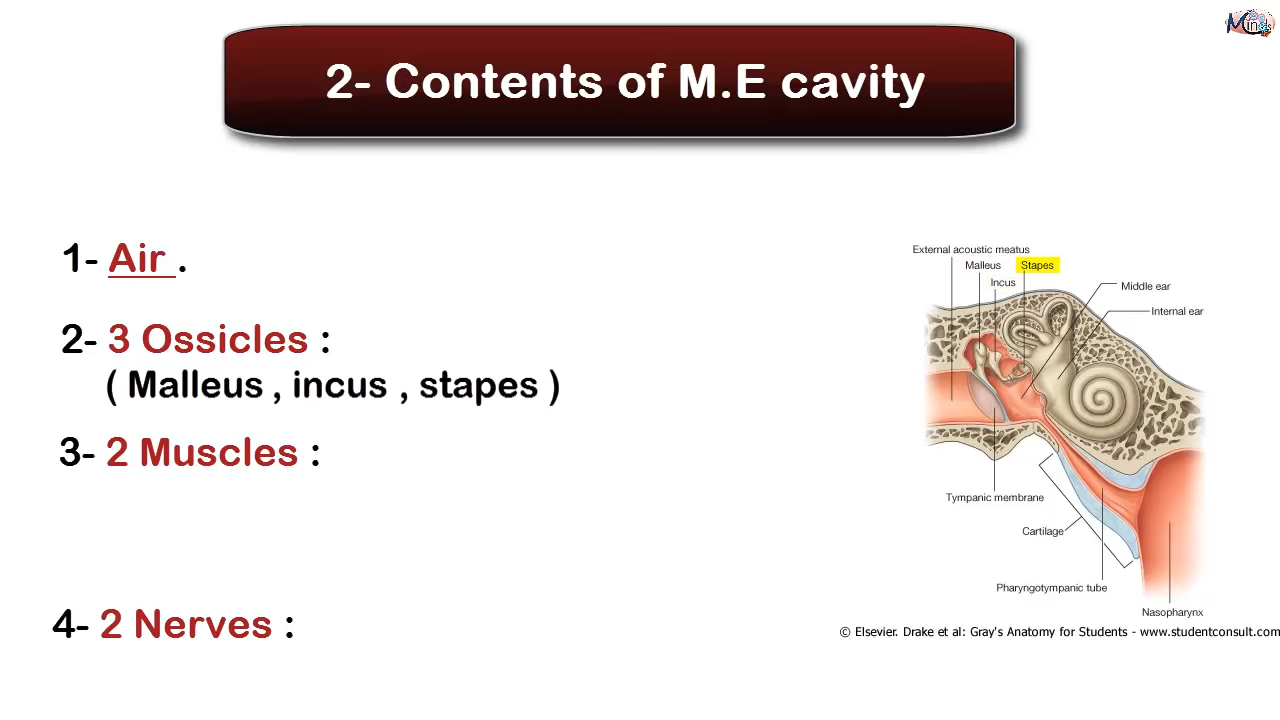 Minds
2- Contents of M.E cavity
1- Air .
2- 3 Ossicles :
( Malleus , incus , stapes )
3- 2 Muscles :
4- 2 Nerves :
External acoustic meatus
Malleus
Stapes
Incus
Middle ear
Internal ear
Tympanic membrane
Cartilage
Pharyngotympanic tube
Nasopharynx
© Elsevier. Drake et al: Gray's Anatomy for Students - www.studentconsult.com